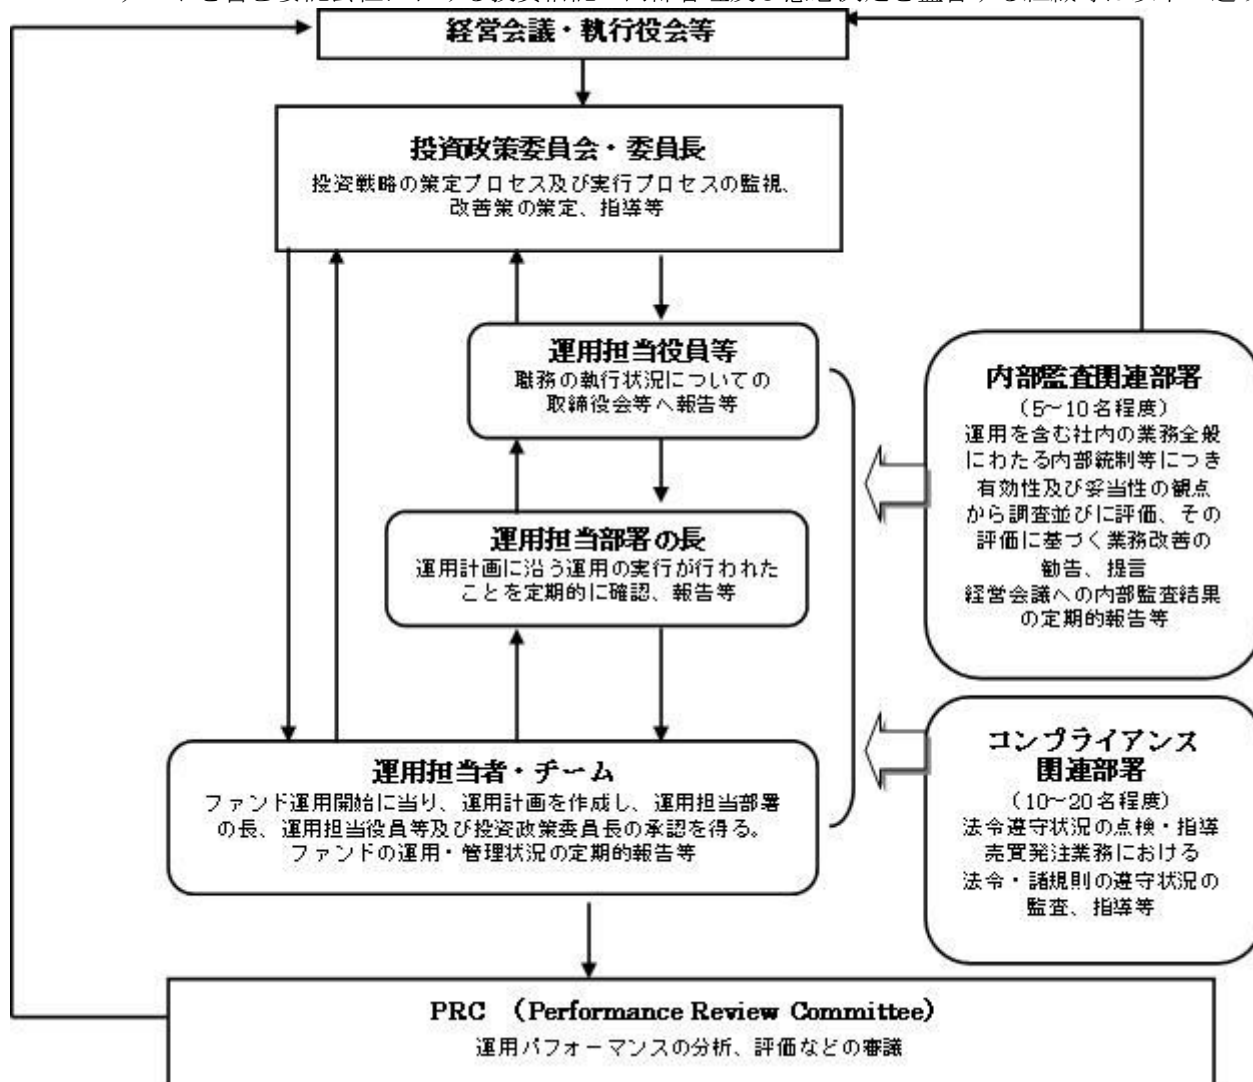 経営会議・執行役会等
投資政策委員会・委員長
投資戦略の策定プロセス及び実行プロセスの監視、
改善策の策定、指導等
運用担当役員等
職務の執行状況についての
取締役会等へ報告等
運用担当部署の長
運用計画に沿う運用の実行が行われた
ことを定期的に確認、報告等
運用担当者・チーム
ファンド運用開始に当り、運用計画を作成し、運用担当部署
の長、運用担当役員等及び投資政策委員長の承認を得る。
ファンドの運用・管理状況の定期的報告等
内部監査関連部署
（5～10名程度）
運用を含む社内の業務全般
にわたる内部統制等につき
有効性及び妥当性の観点
から調査並びに評価、その
評価に基づく業務改善の
勧告、提言
経営会議への内部監査結果
の定期的報告等
コンプライアンス
関連部署
（10～20名程度）
法令遵守状況の点検・指導
売買発注業務における
法令・諸規則の遵守状況の
監査、指導等
PRC （Performance Review Committee）
運用パフォーマンスの分析、評価などの審議